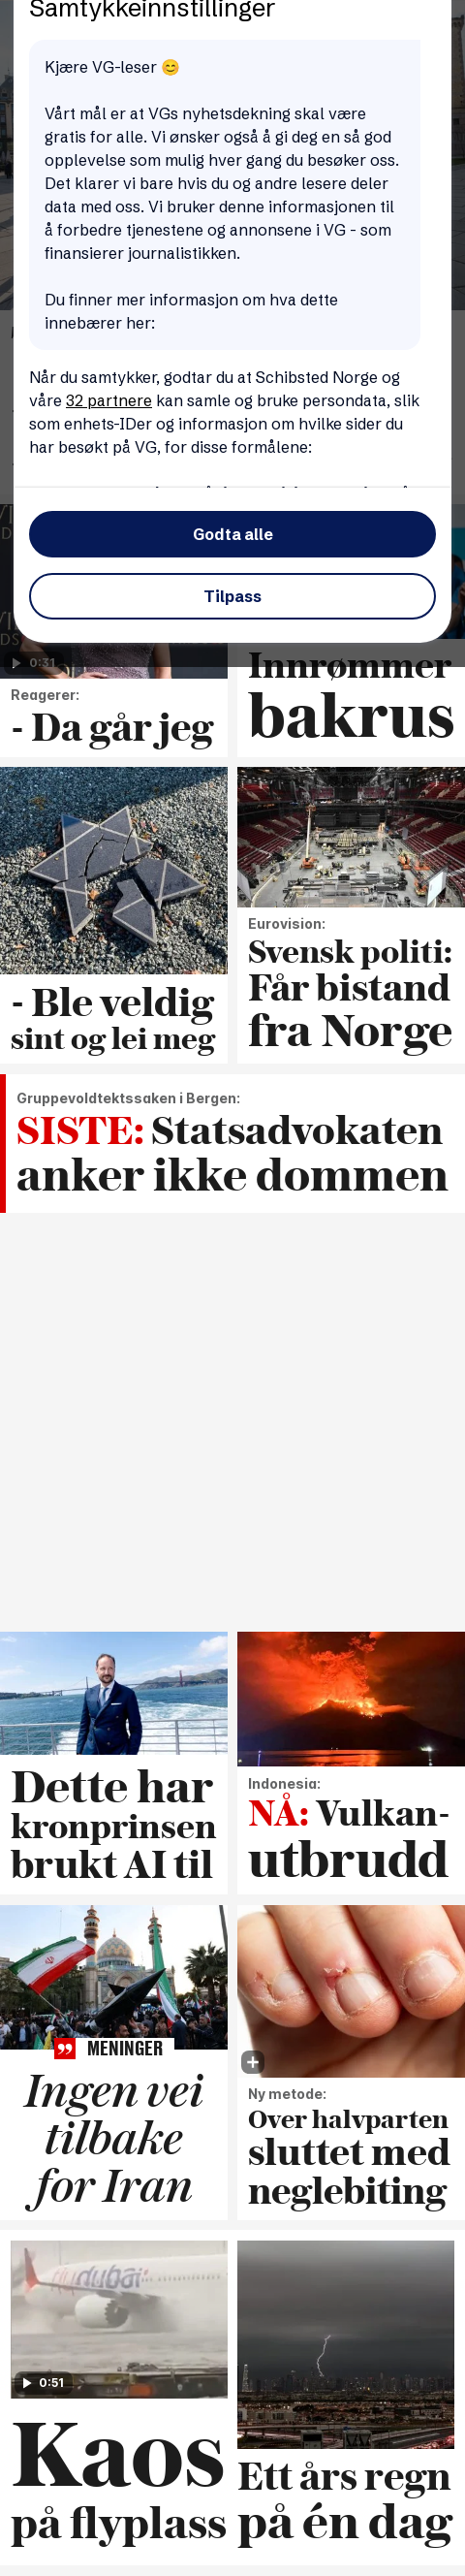 Samtykkeinnstillinger
Kjære VG-leser 😊
Vårt mål er at VGs nyhetsdekning skal være
gratis for alle. Vi ønsker også å gi deg en så god
opplevelse som mulig hver gang du besøker oss.
Det klarer vi bare hvis du og andre lesere deler
data med oss. Vi bruker denne informasjonen til
å forbedre tjenestene og annonsene i VG - som
finansierer journalistikken.
Du finner mer informasjon om hva dette
innebærer her:
Når du samtykker, godtar du at Schibsted Norge og
våre 32 partnere kan samle og bruke persondata, slik
som enhets-IDer og informasjon om hvilke sider du
har besøkt på VG, for disse formålene:
Godta alle
Tilpass
0:31
Reagerer:
- Da går jeg
Innrømmer
bakrus
- Ble veldig
sint og lei meg
Eurovision:
Svensk politi:
Får bistand
fra Norge
Gruppevoldtektssaken i Bergen:
SISTE: Statsadvokaten
anker ikke dommen
Dette har
kronprinsen
brukt AI til
Indonesia:
NÅ: Vulkan-
utbrudd
MENINGER
Ingen vei
tilbake
for Iran
Ny metode:
Over halvparten
sluttet med
neglebiting
flydubai
0:51
Kaos
på flyplass
Ett års regn
på én dag